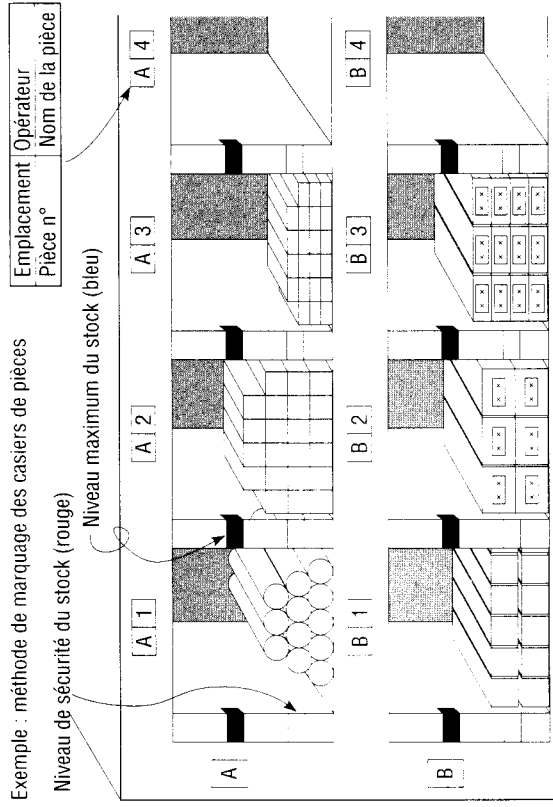 Exemple : méthode de marquage des casiers de pièces
Emplacement Opérateur
Pièce n° Nom de la pièce
Niveau de sécurité du stock (rouge)
Niveau maximum du stock (bleu)
A 1 A 2 A 3 A 4
A
B 1 B 2 B 3 B 4
B